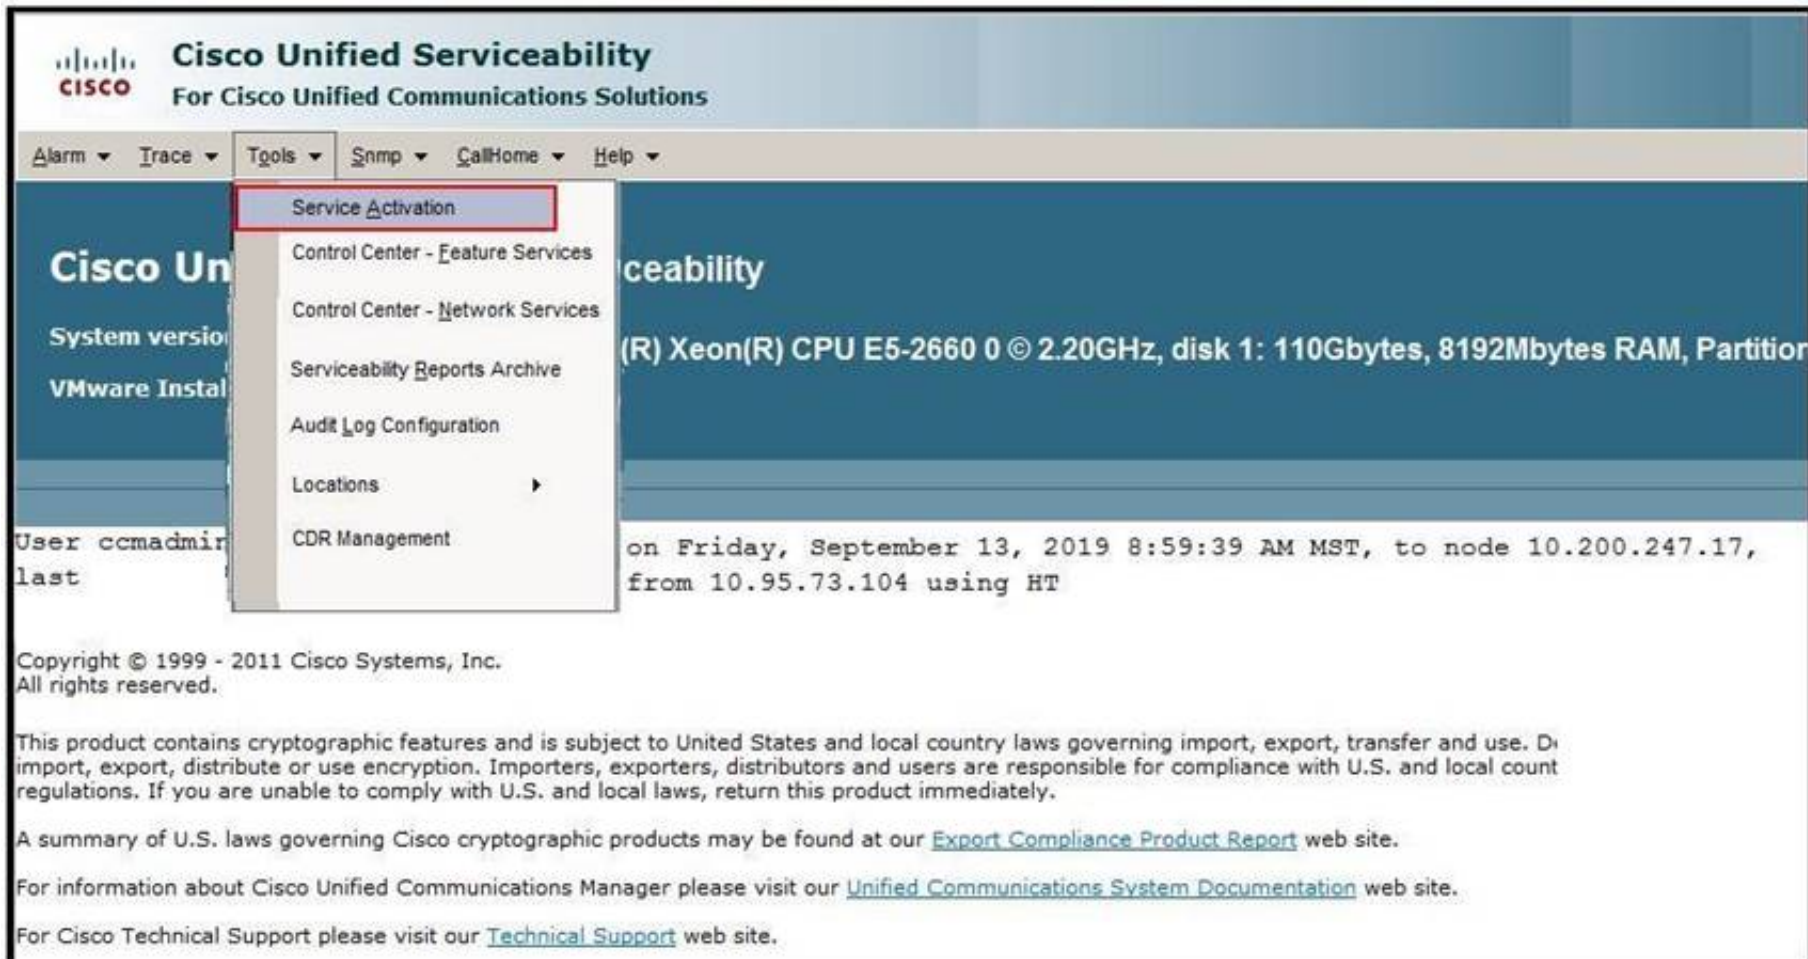 CISCO
Cisco Unified Serviceability
For Cisco Unified Communications Solutions
Alarm Trace Tools Snmp CallHome Help
Service Activation
Control Center - Feature Services
Control Center - Network Services
Serviceability Reports Archive
Audit Log Configuration
Locations
CDR Management
Cisco Un ceability
System versio
(R) Xeon(R) CPU E5-2660 0 © 2.20GHz, disk 1: 110Gbytes, 8192Mbytes RAM, Partition
VMware Instal
User ccmadmin on Friday, September 13, 2019 8:59:39 AM MST, to node 10.200.247.17,
last from 10.95.73.104 using HT
Copyright © 1999 - 2011 Cisco Systems, Inc.
All rights reserved.
This product contains cryptographic features and is subject to United States and local country laws governing import, export, transfer and use. D
import, export, distribute or use encryption. Importers, exporters, distributors and users are responsible for compliance with U.S. and local count
regulations. If you are unable to comply with U.S. and local laws, return this product immediately.
A summary of U.S. laws governing Cisco cryptographic products may be found at our Export Compliance Product Report web site.
For information about Cisco Unified Communications Manager please visit our Unified Communications System Documentation web site.
For Cisco Technical Support please visit our Technical Support web site.